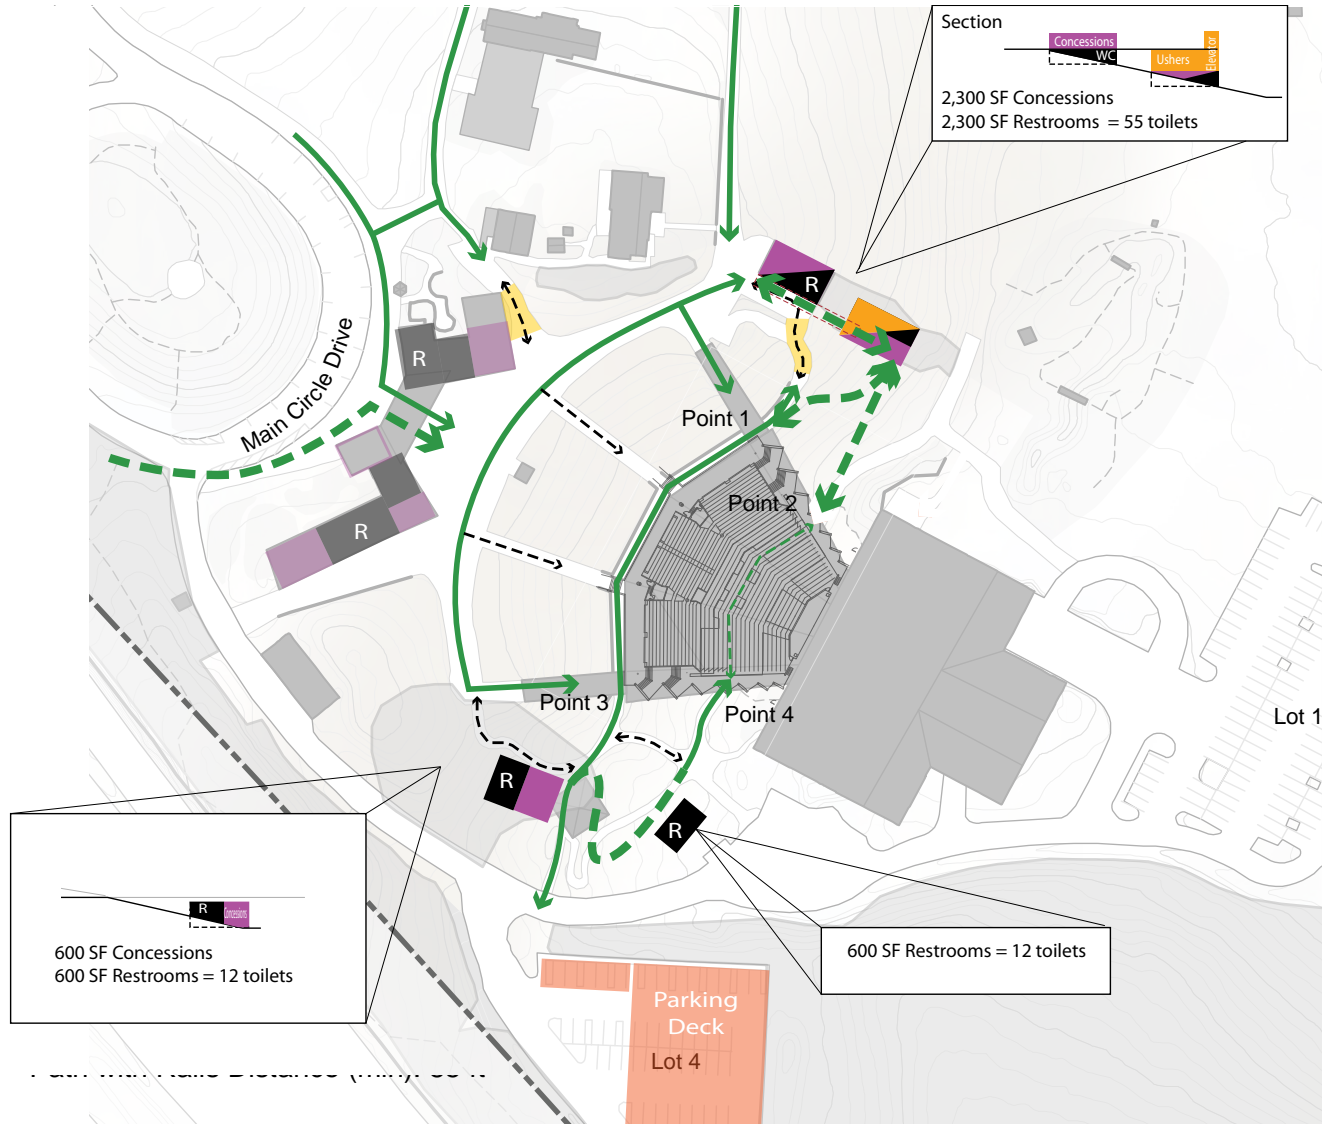 Section
Concessions
WC
Ushers
Elevator
2,300 SF Concessions
2,300 SF Restrooms = 55 toilets
R
Main Circle Drive
R
Point 1
Point 2
R
Point 3
Point 4
Lot 1
R
R
R
Concessions
600 SF Concessions
600 SF Restrooms = 12 toilets
600 SF Restrooms = 12 toilets
Parking
Deck
Lot 4